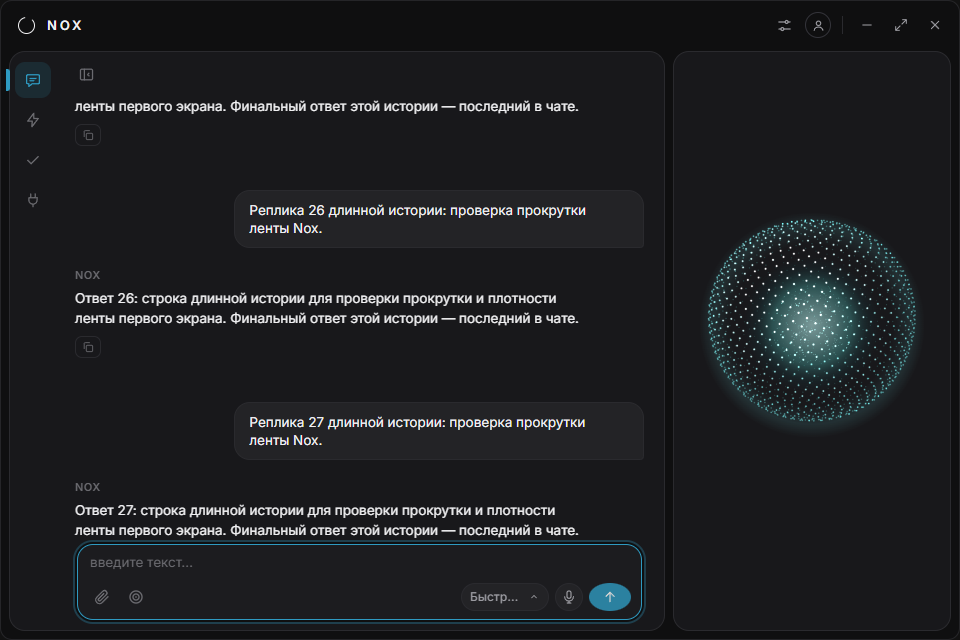 NOX
ленты первого экрана. Финальный ответ этой истории — последний в чате.
Реплика 26 длинной истории: проверка прокрутки
ленты Nox.
NOX
Ответ 26: строка длинной истории для проверки прокрутки и плотности
ленты первого экрана. Финальный ответ этой истории — последний в чате.
Реплика 27 длинной истории: проверка прокрутки
ленты Nox.
NOX
Ответ 27: строка длинной истории для проверки прокрутки и плотности
ленты первого экрана. Финальный ответ этой истории — последний в чате.
введите текст...
Быстр...